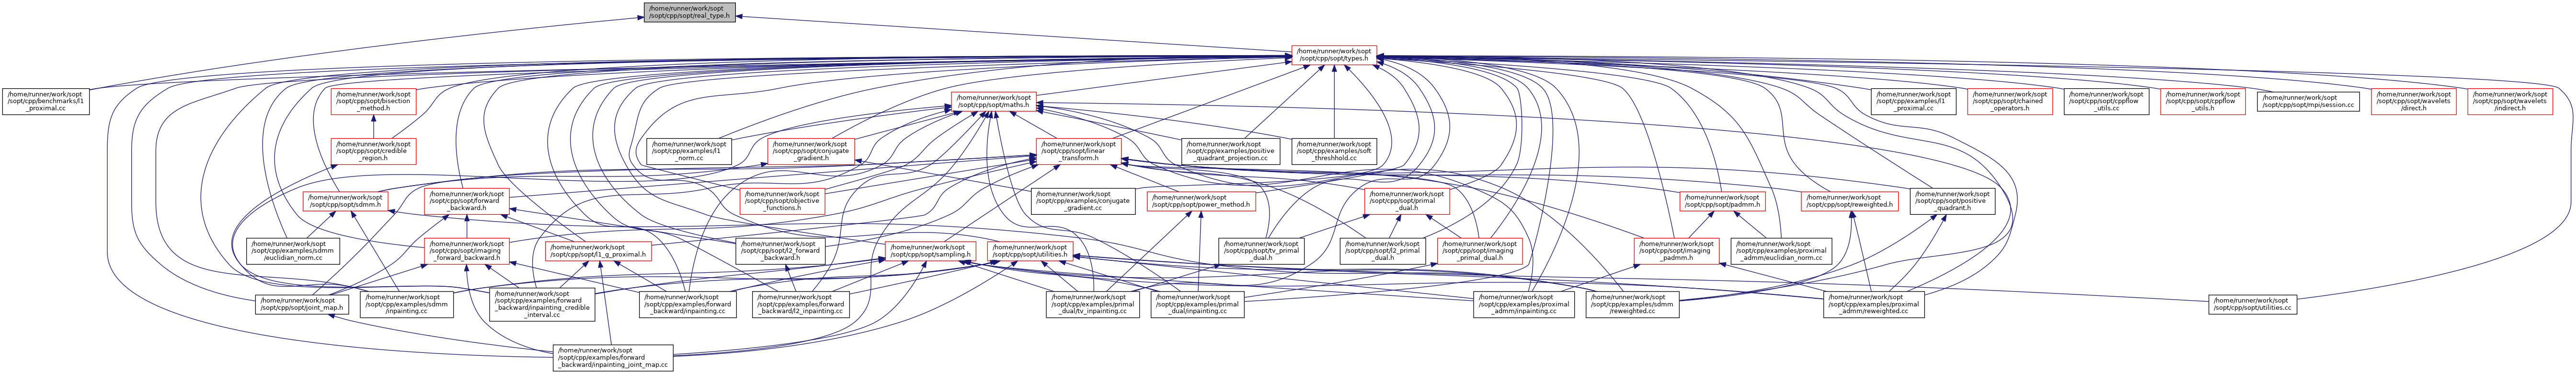 /home/runner/work/sopt
/sopt/cpp/sopt/real_type.h
/home/runner/work/sopt
/sopt/cpp/sopt/types.h
/home/runner/work/sopt
/sopt/cpp/benchmarks/l1
_proximal.cc
/home/runner/work/sopt
/sopt/cpp/sopt/bisection
_method.h
/home/runner/work/sopt
/sopt/cpp/sopt/maths.h
/home/runner/work/sopt
/sopt/cpp/examples/l1
_proximal.cc
/home/runner/work/sopt
/sopt/cpp/sopt/chained
_operators.h
/home/runner/work/sopt
/sopt/cpp/sopt/cppflow
_utils.cc
/home/runner/work/sopt
/sopt/cpp/sopt/cppflow
_utils.h
/home/runner/work/sopt
/sopt/cpp/sopt/mpi/session.cc
/home/runner/work/sopt
/sopt/cpp/sopt/wavelets
/direct.h
/home/runner/work/sopt
/sopt/cpp/sopt/wavelets
/indirect.h
/home/runner/work/sopt
/sopt/cpp/sopt/credible
_region.h
/home/runner/work/sopt
/sopt/cpp/examples/l1
_norm.cc
/home/runner/work/sopt
/sopt/cpp/sopt/conjugate
_gradient.h
/home/runner/work/sopt
/sopt/cpp/sopt/linear
_transform.h
/home/runner/work/sopt
/sopt/cpp/examples/positive
_quadrant_projection.cc
/home/runner/work/sopt
/sopt/cpp/examples/soft
_threshhold.cc
/home/runner/work/sopt
/sopt/cpp/sopt/sdmm.h
/home/runner/work/sopt
/sopt/cpp/sopt/forward
_backward.h
/home/runner/work/sopt
/sopt/cpp/sopt/objective
_functions.h
/home/runner/work/sopt
/sopt/cpp/examples/conjugate
_gradient.cc
/home/runner/work/sopt
/sopt/cpp/sopt/power_method.h
/home/runner/work/sopt
/sopt/cpp/sopt/primal
_dual.h
/home/runner/work/sopt
/sopt/cpp/sopt/padmm.h
/home/runner/work/sopt
/sopt/cpp/sopt/reweighted.h
/home/runner/work/sopt
/sopt/cpp/sopt/positive
_quadrant.h
/home/runner/work/sopt
/sopt/cpp/examples/sdmm
/euclidian_norm.cc
/home/runner/work/sopt
/sopt/cpp/sopt/imaging
_forward_backward.h
/home/runner/work/sopt
/sopt/cpp/sopt/l1_g_proximal.h
/home/runner/work/sopt
/sopt/cpp/sopt/l2_forward
_backward.h
/home/runner/work/sopt
/sopt/cpp/sopt/sampling.h
/home/runner/work/sopt
/sopt/cpp/sopt/utilities.h
/home/runner/work/sopt
/sopt/cpp/sopt/tv_primal
_dual.h
/home/runner/work/sopt
/sopt/cpp/sopt/l2_primal
_dual.h
/home/runner/work/sopt
/sopt/cpp/sopt/imaging
_primal_dual.h
/home/runner/work/sopt
/sopt/cpp/sopt/imaging
_padmm.h
/home/runner/work/sopt
/sopt/cpp/examples/proximal
_admm/euclidian_norm.cc
/home/runner/work/sopt
/sopt/cpp/sopt/joint_map.h
/home/runner/work/sopt
/sopt/cpp/examples/sdmm
/inpainting.cc
/home/runner/work/sopt
/sopt/cpp/examples/forward
_backward/inpainting_credible
_interval.cc
/home/runner/work/sopt
/sopt/cpp/examples/forward
_backward/inpainting.cc
/home/runner/work/sopt
/sopt/cpp/examples/forward
_backward/l2_inpainting.cc
/home/runner/work/sopt
/sopt/cpp/examples/primal
_dual/tv_inpainting.cc
/home/runner/work/sopt
/sopt/cpp/examples/primal
_dual/inpainting.cc
/home/runner/work/sopt
/sopt/cpp/examples/proximal
_admm/inpainting.cc
/home/runner/work/sopt
/sopt/cpp/examples/sdmm
/reweighted.cc
/home/runner/work/sopt
/sopt/cpp/examples/proximal
_admm/reweighted.cc
/home/runner/work/sopt
/sopt/cpp/sopt/utilities.cc
/home/runner/work/sopt
/sopt/cpp/examples/forward
_backward/inpainting_joint_map.cc